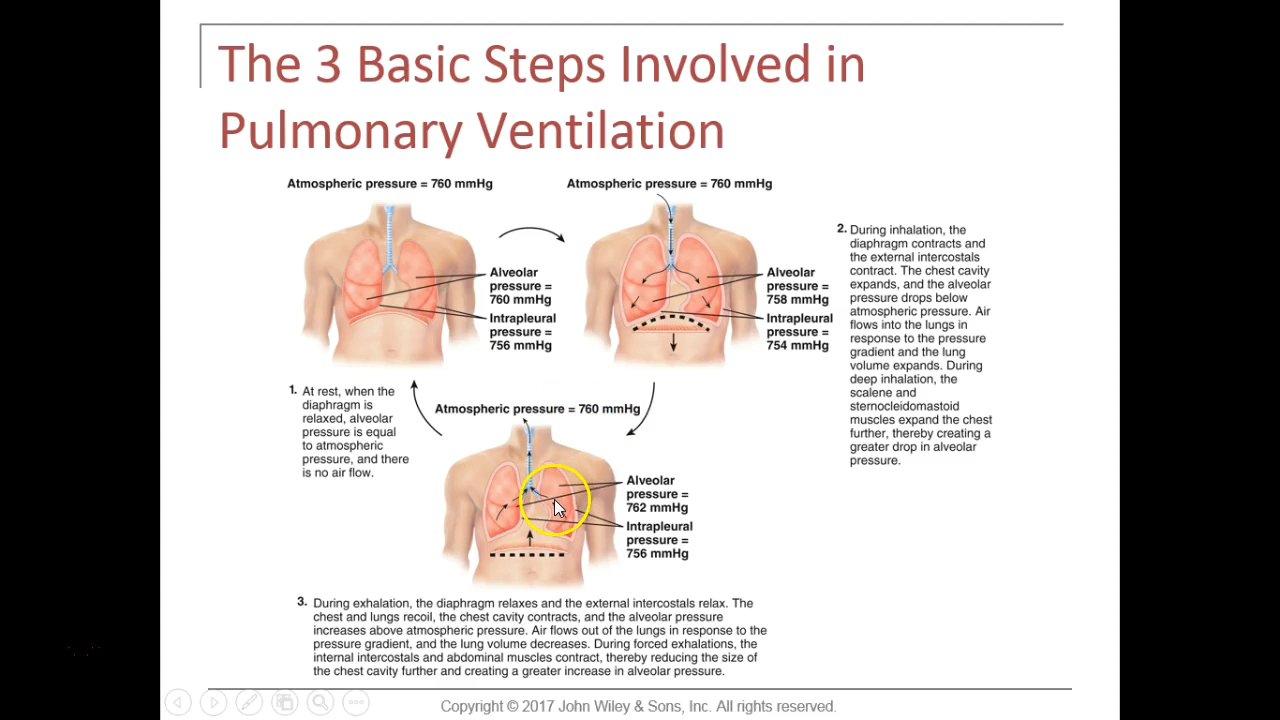 The 3 Basic Steps Involved in
Pulmonary Ventilation
Atmospheric pressure = 760 mmHg
Alveolar
pressure =
760 mmHg
Intrapleural
pressure =
756 mmHg
1. At rest, when the
diaphragm is
relaxed, alveolar
pressure is equal
to atmospheric
pressure, and there
is no air flow.
Atmospheric pressure = 760 mmHg
Alveolar
pressure =
758 mmHg
Intrapleural
pressure =
754 mmHg
2. During inhalation, the
diaphragm contracts and
the external intercostals
contract. The chest cavity
expands, and the alveolar
pressure drops below
atmospheric pressure. Air
flows into the lungs in
response to the pressure
gradient and the lung
volume expands. During
deep inhalation, the
scalene and
sternocleidomastoid
muscles expand the chest
further, thereby creating a
greater drop in alveolar
pressure.
Atmospheric pressure = 760 mmHg
Alveolar
pressure =
762 mmHg
Intrapleural
pressure =
756 mmHg
3. During exhalation, the diaphragm relaxes and the external intercostals relax. The
chest and lungs recoil, the chest cavity contracts, and the alveolar pressure
increases above atmospheric pressure. Air flows out of the lungs in response to the
pressure gradient, and the lung volume decreases. During forced exhalations, the
internal intercostals and abdominal muscles contract, thereby reducing the size of
the chest cavity further and creating a greater increase in alveolar pressure.
Copyright © 2017 John Wiley & Sons, Inc. All rights reserved.